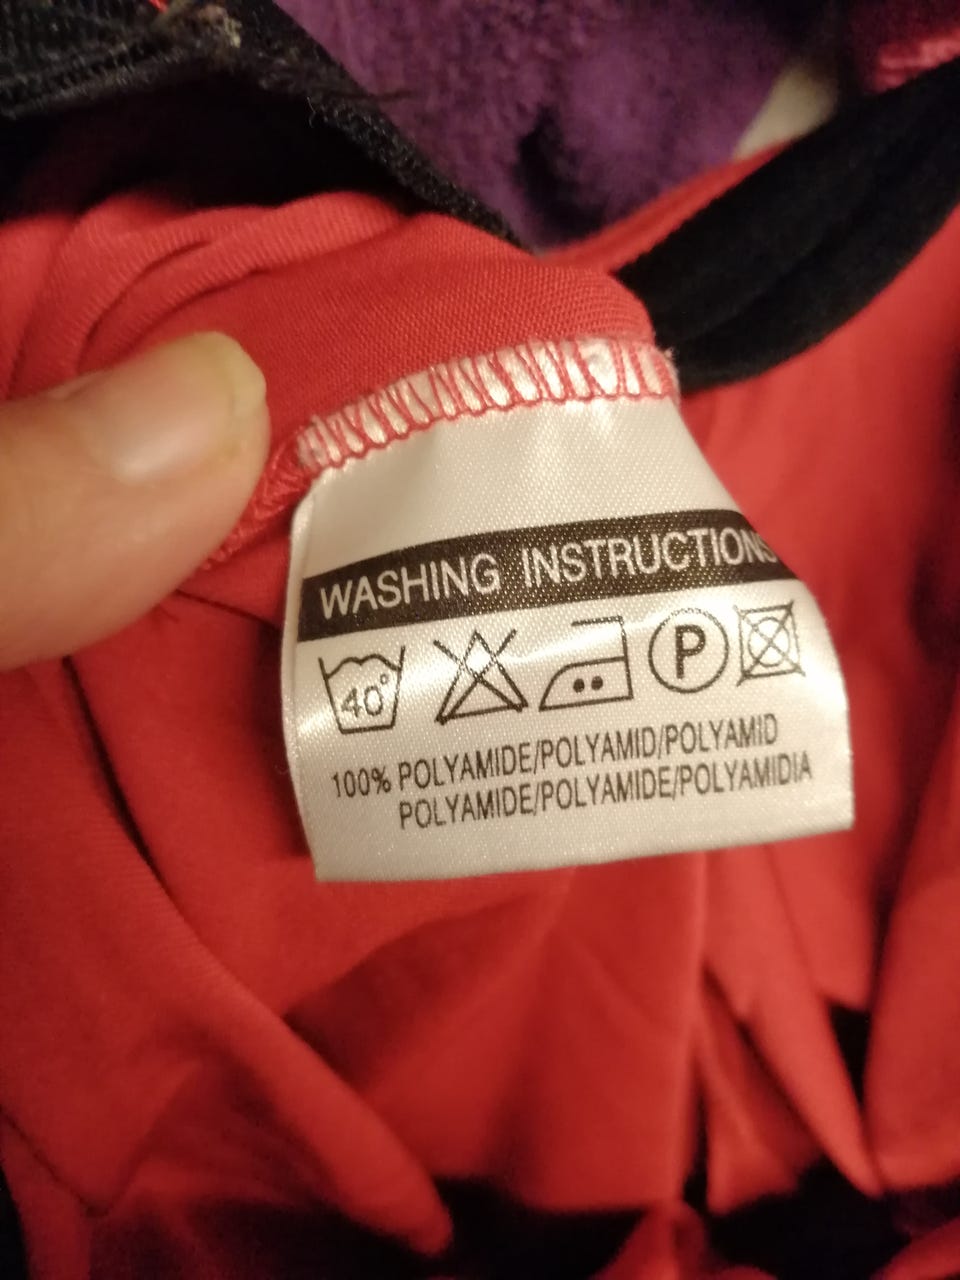 WASHING INSTRUCTIONS
40° P
100% POLYAMIDE/POLYAMID/POLYAMID
POLYAMIDE/POLYAMIDE/POLYAMIDIA